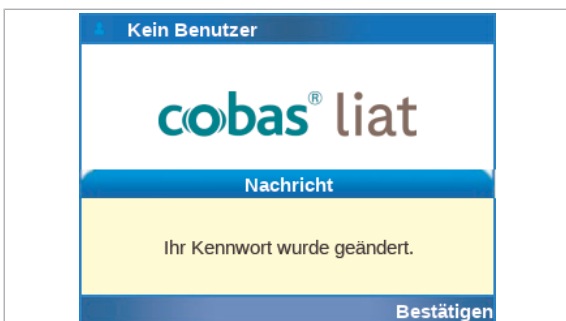 Kein Benutzer
cobas® liat
Nachricht
Ihr Kennwort wurde geändert.
Bestätigen